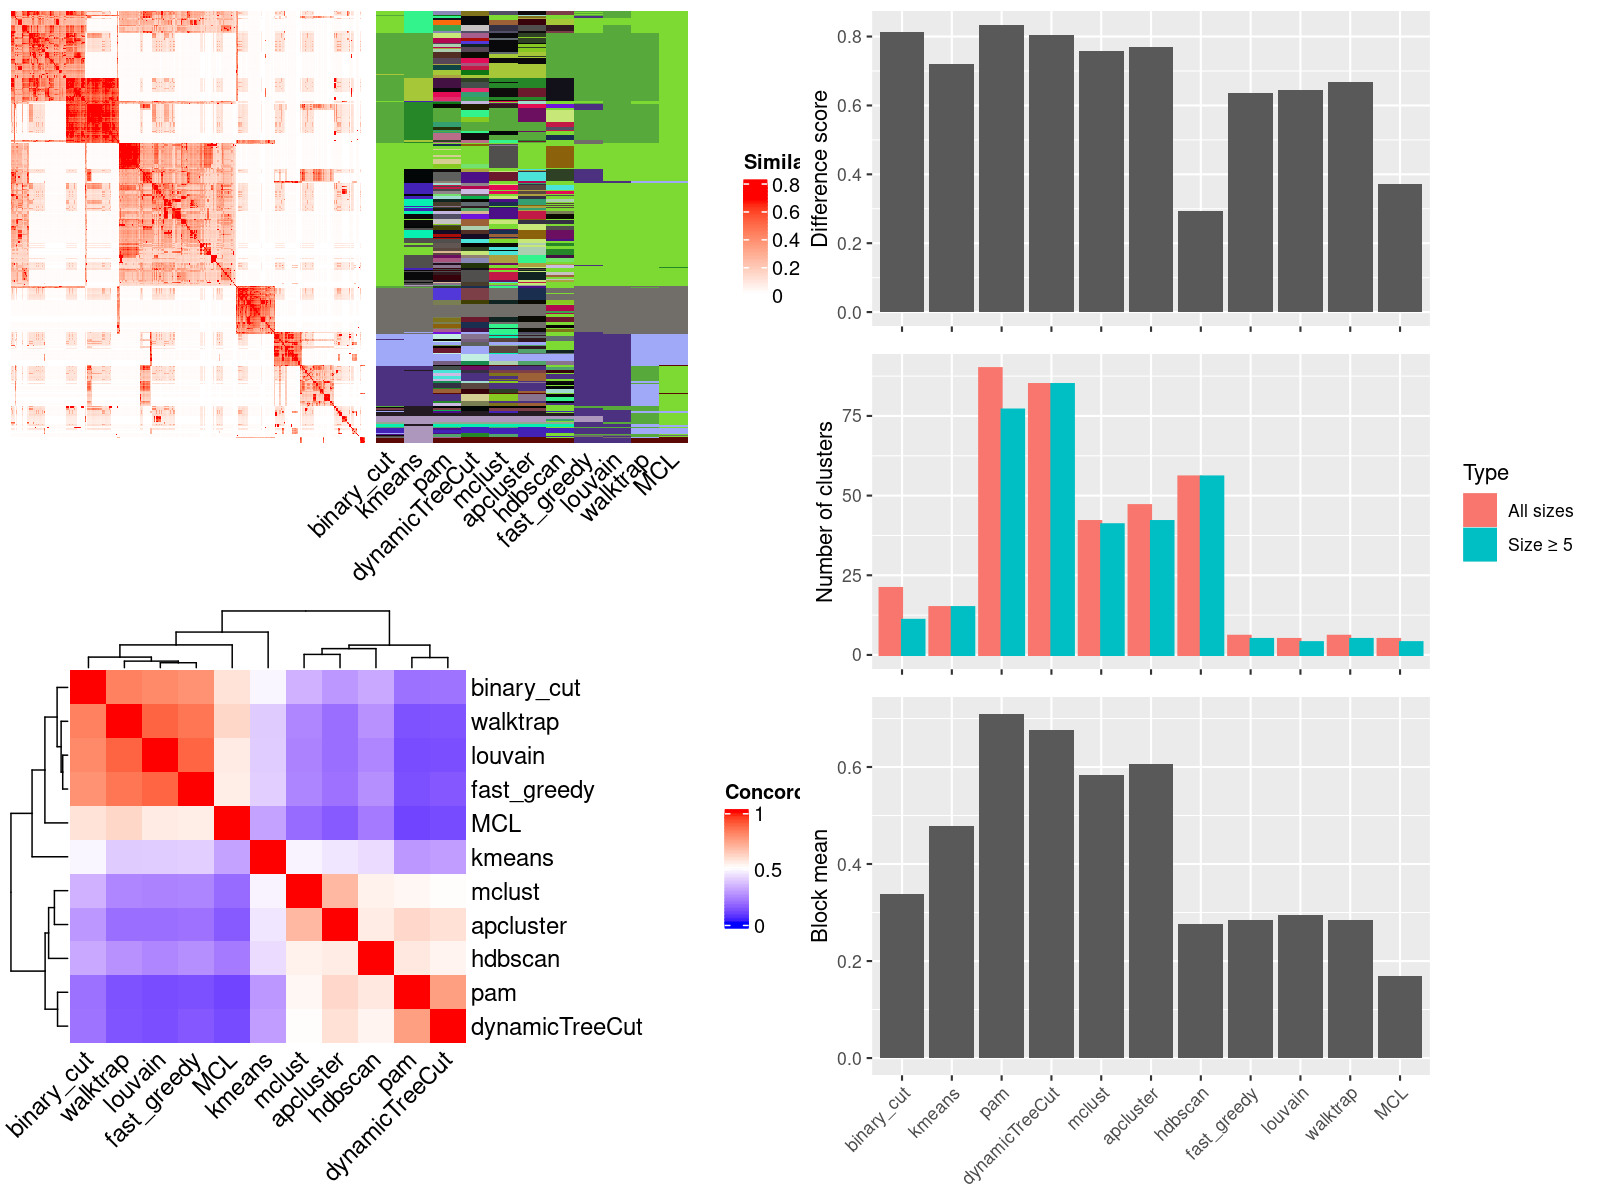 Simila
0.8
0.6
0.4
0.2
0
binary_cut
kmeans
pam
dynamicTreeCut
mclust
apcluster
hdbscan
fast_greedy
louvain
walktrap
MCL
binary_cut
walktrap
louvain
fast_greedy
MCL
kmeans
mclust
apcluster
hdbscan
pam
dynamicTreeCut
Concord
1
0.5
0
binary_cut
walktrap
louvain
fast_greedy
MCL
kmeans
mclust
apcluster
hdbscan
pam
dynamicTreeCut
Difference score
0.8
0.6
0.4
0.2
0.0
Number of clusters
75
50
25
0
Type
All sizes
Size ≥ 5
Block mean
0.6
0.4
0.2
0.0
binary_cut
kmeans
pam
dynamicTreeCut
mclust
apcluster
hdbscan
fast_greedy
louvain
walktrap
MCL